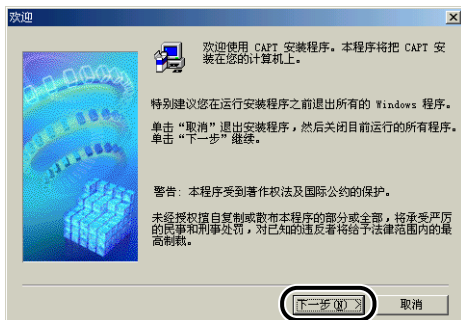 欢迎
欢迎使用 CAPT 安装程序。本程序将把 CAPT 安
装在您的计算机上。
特别建议您在运行安装程序之前退出所有的 Windows 程序。
单击“取消”退出安装程序，然后关闭目前运行的所有程序。
单击“下一步”继续。
警告: 本程序受到著作权法及国际公约的保护。
未经授权擅自复制或散布本程序的部分或全部，将承受严厉
的民事和刑事处罚，对已知的违反者将给予法律范围内的最
高制裁。
下一步(N) >
取消